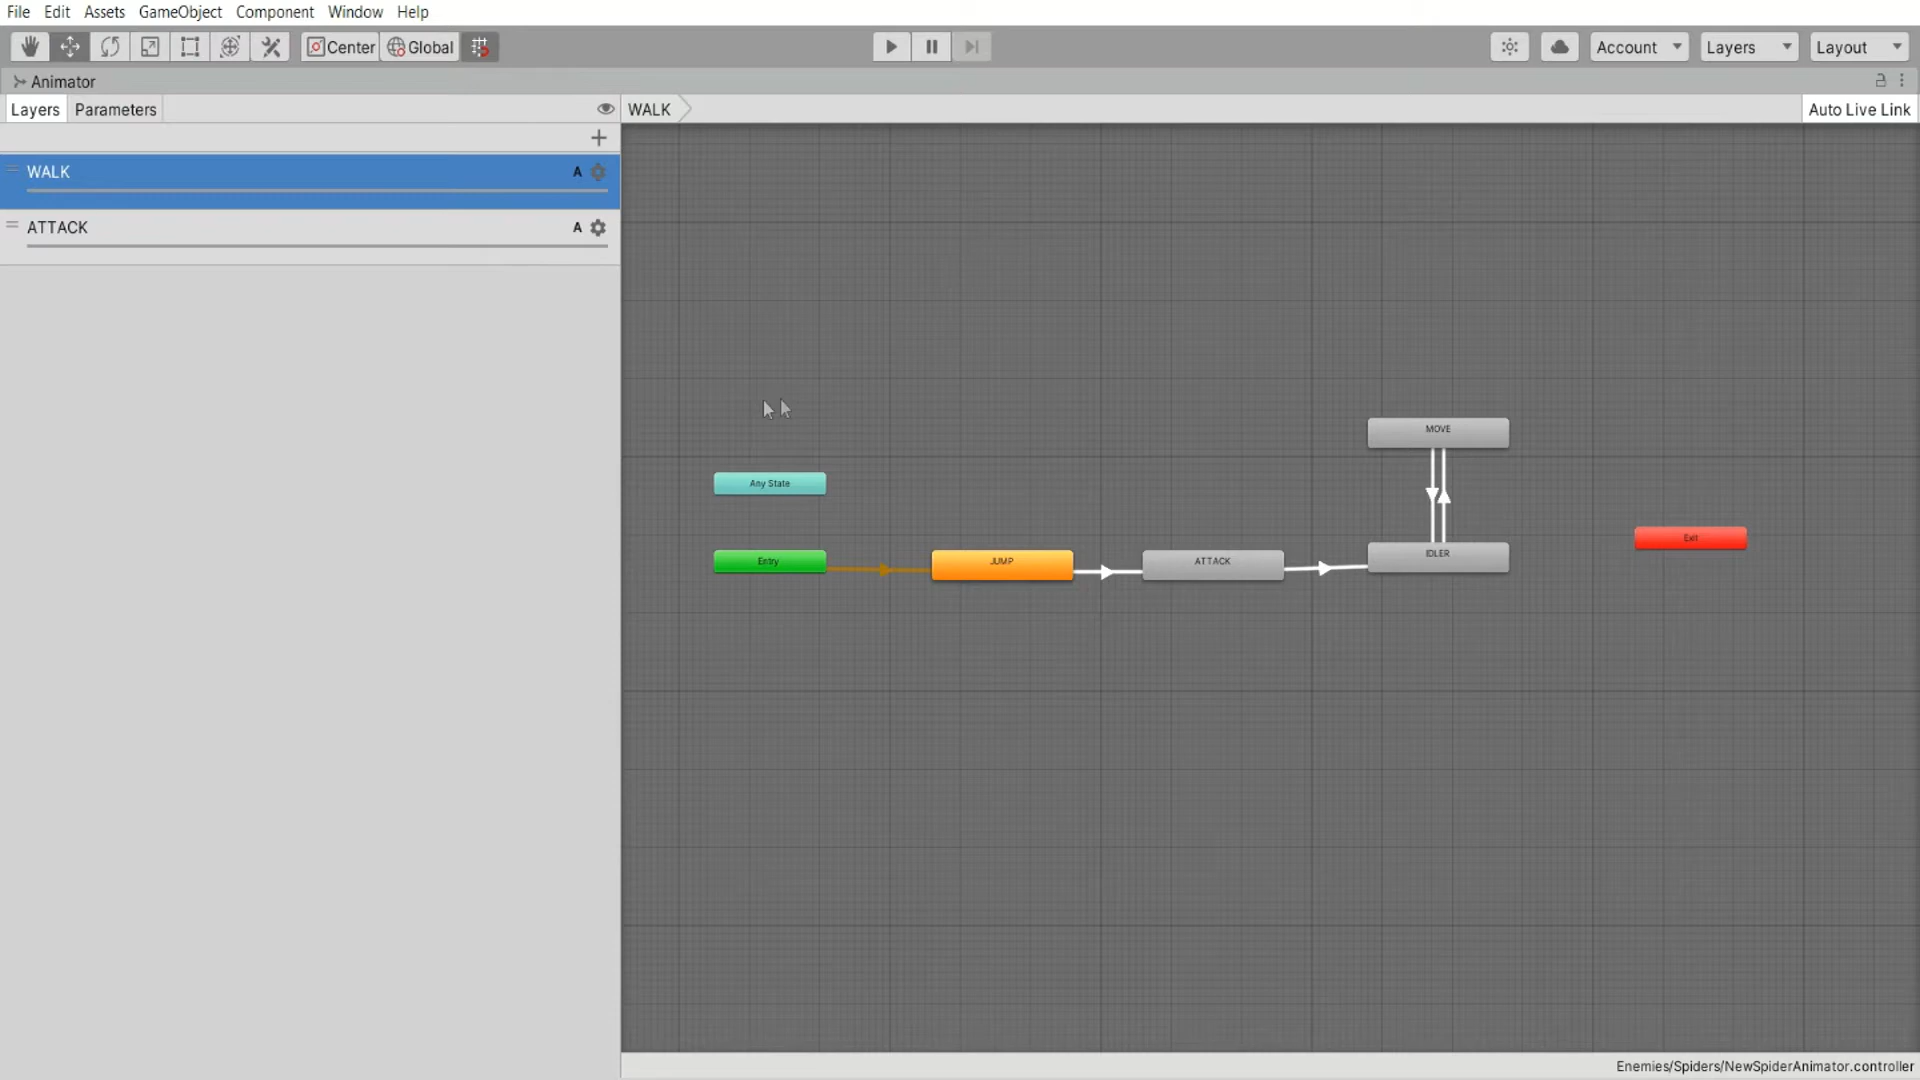 File Edit Assets GameObject Component Window Help
Center Global Account Layers Layout
Animator
Layers Parameters WALK Auto Live Link
WALK A
ATTACK A
MOVE
Any State
Exit
Entry JUMP ATTACK IDLER
Enemies/Spiders/NewSpiderAnimator.controller